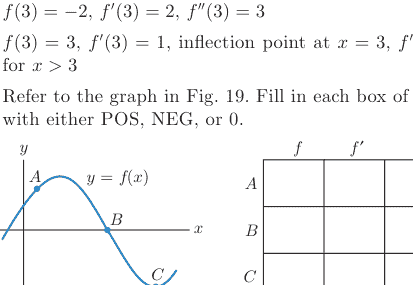 f(3) = −2, f′(3) = 2, f″(3) = 3
f(3) = 3, f′(3) = 1, inflection point at x = 3, f′
for x > 3
Refer to the graph in Fig. 19. Fill in each box of
with either POS, NEG, or 0.
y
A
y = f(x)
B
x
C
f f′
A
B
C